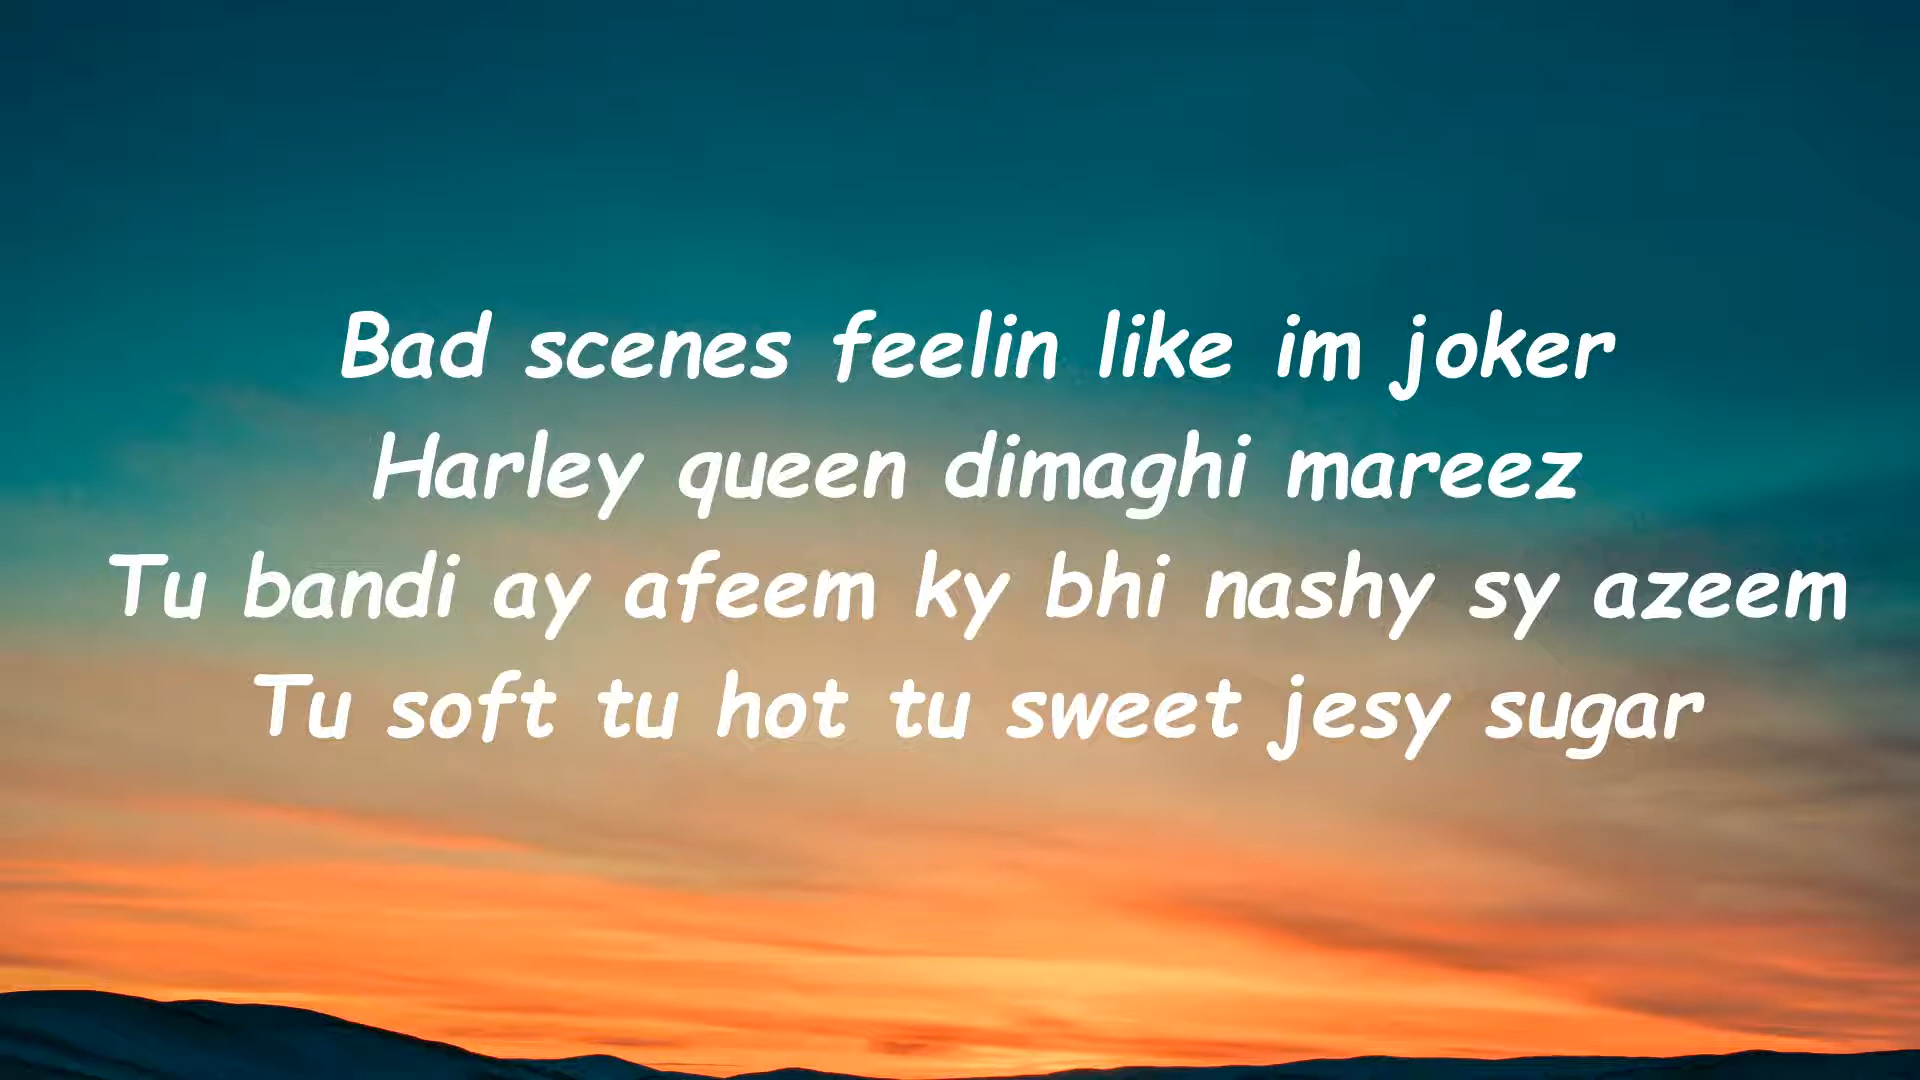 Bad scenes feelin like im joker
Harley queen dimaghi mareez
Tu bandi ay afeem ky bhi nashy sy azeem
Tu soft tu hot tu sweet jesy sugar